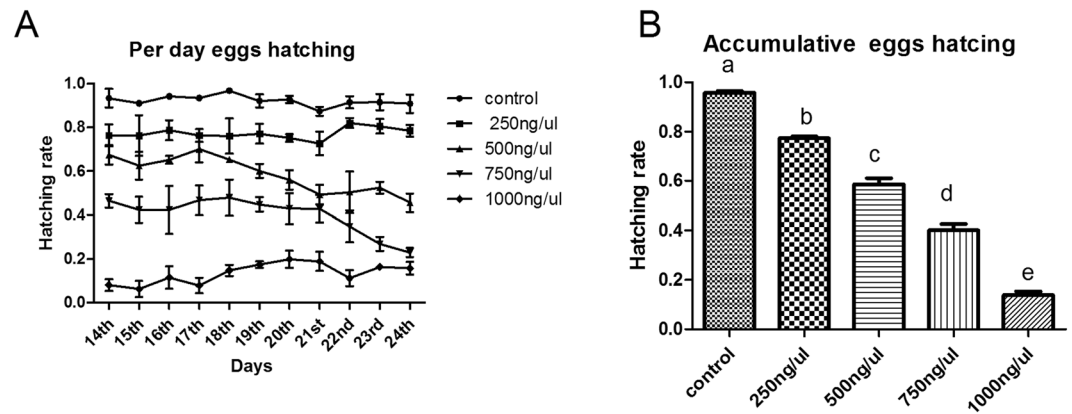 A
Per day eggs hatching
Hatching rate
1.0
0.8
0.6
0.4
0.2
0.0
14th
15th
16th
17th
18th
19th
20th
21st
22nd
23rd
24th
Days
control
250ng/ul
500ng/ul
750ng/ul
1000ng/ul
B
Accumulative eggs hatcing
Hatching rate
1.0
0.8
0.6
0.4
0.2
0.0
a
b
c
d
e
control
250ng/ul
500ng/ul
750ng/ul
1000ng/ul